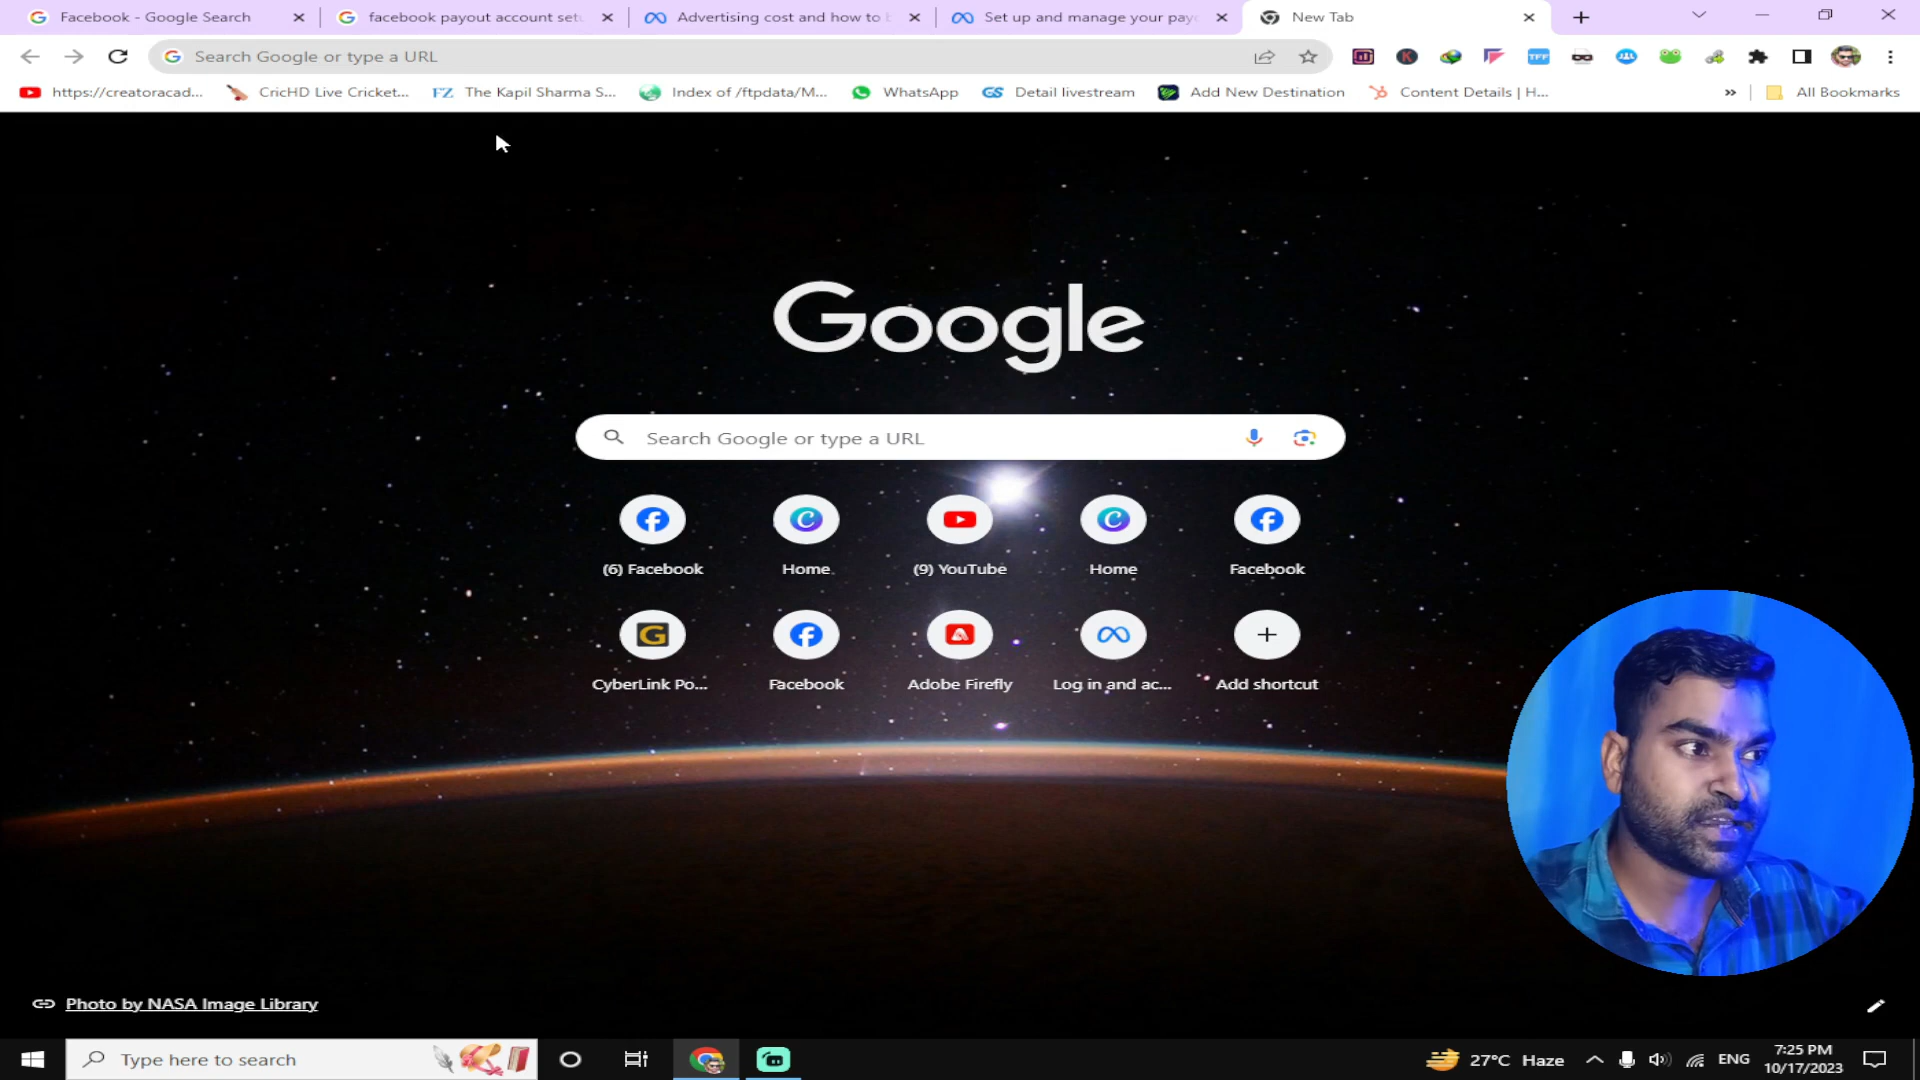 Facebook - Google Search
facebook payout account setu
Advertising cost and how to b
Set up and manage your payo
New Tab
Search Google or type a URL
https://creatoracad...
CricHD Live Cricket...
FZ The Kapil Sharma S...
Index of /ftpdata/M...
WhatsApp
GS Detail livestream
Add New Destination
Content Details | H...
» All Bookmarks
Google
Search Google or type a URL
(6) Facebook
Home
(9) YouTube
Home
Facebook
CyberLink Po...
Facebook
Adobe Firefly
Log in and ac...
Add shortcut
Photo by NASA Image Library
Type here to search
27°C Haze
ENG
7:25 PM
10/17/2023